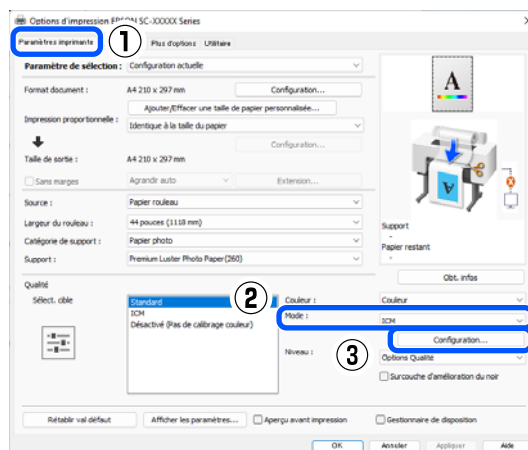 Options d'impression EPSON SC-XXXXX Series
Paramètres imprimante
1
Plus d'options
Utilitaire
Paramètre de sélection :
Configuration actuelle
Format document :
A4 210 x 297 mm
Configuration...
Ajouter/Effacer une taille de papier personnalisée...
Impression proportionnelle :
Identique à la taille du papier
Configuration...
Taille de sortie :
A4 210 x 297 mm
Sans marges
Agrandir auto
Extension...
Source :
Papier rouleau
Largeur du rouleau :
44 pouces (1118 mm)
Catégorie de support :
Papier photo
Support :
Premium Luster Photo Paper(260)
A
A
Support
-
Papier restant
-
Obt. infos
Qualité
Sélect. cible
Standard
ICM
Désactivé (Pas de calibrage couleur)
2
Couleur :
Couleur
Mode :
ICM
3
Configuration...
Niveau :
Options Qualité
Surcouche d'amélioration du noir
Rétablir val défaut
Afficher les paramètres...
Aperçu avant impression
Gestionnaire de disposition
OK
Annuler
Appliquer
Aide